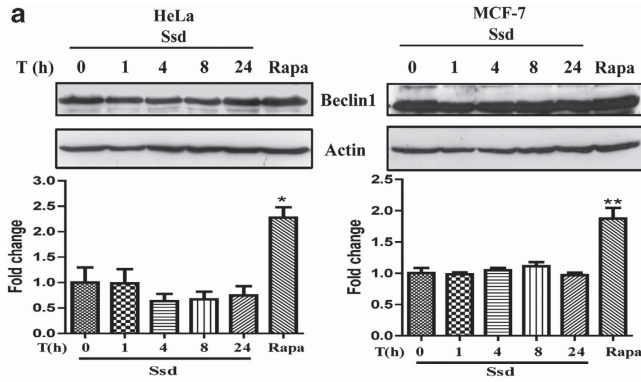 a
HeLa
Ssd
T (h) 0 1 4 8 24 Rapa
MCF-7
Ssd
T (h) 0 1 4 8 24 Rapa
Beclin1
Actin
Fold change
3.0
2.5
2.0
1.5
1.0
0.5
0.0
*
T(h) 0 1 4 8 24 Rapa
Ssd
Fold change
2.0
1.5
1.0
0.5
0.0
**
T(h) 0 1 4 8 24 Rapa
Ssd